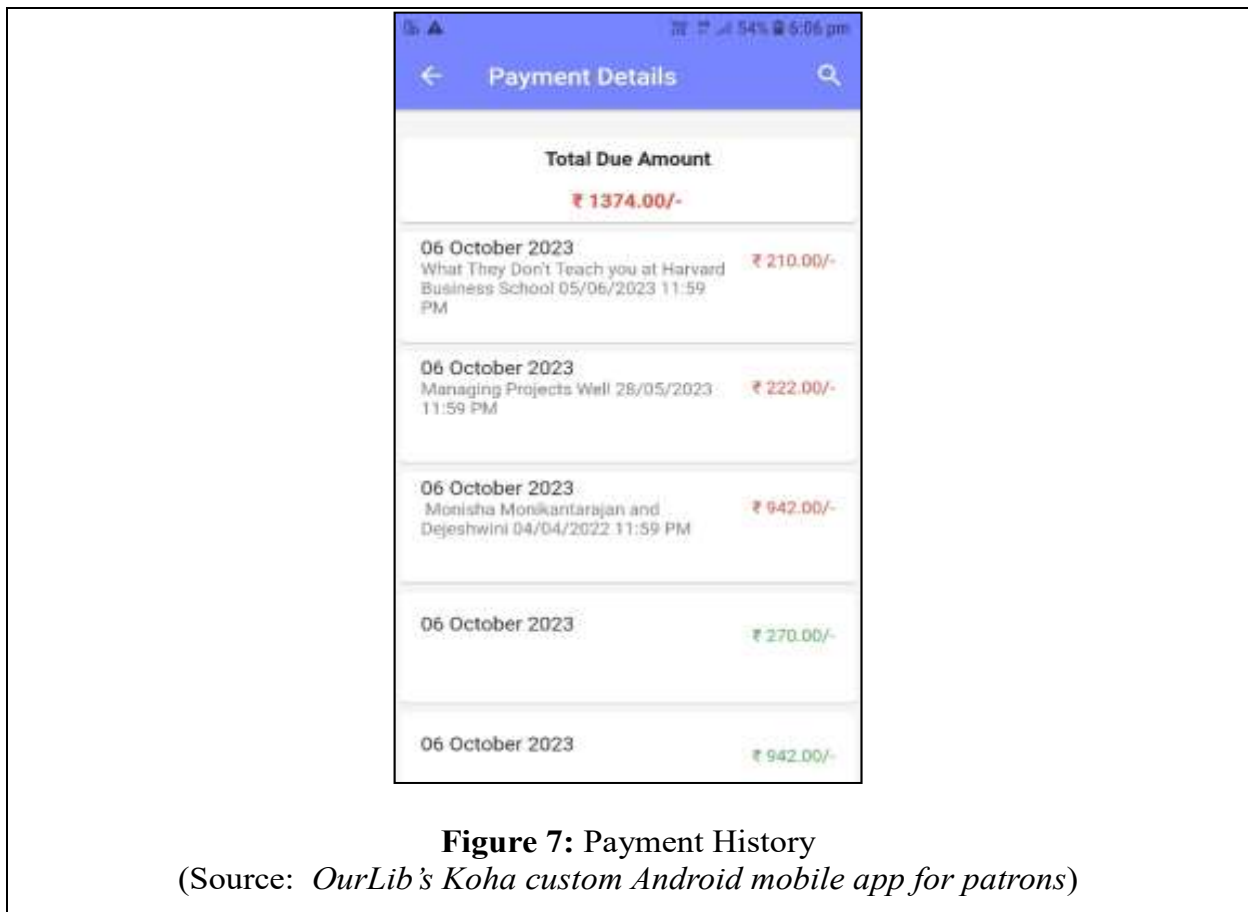 54% 6:06 pm
Payment Details
Total Due Amount
₹ 1374.00/-
06 October 2023
₹ 210.00/-
What They Don't Teach you at Harvard
Business School 05/06/2023 11:59
PM
06 October 2023
Managing Projects Well 28/05/2023
₹ 222.00/-
11:59 PM
06 October 2023
Monisha Monikantarajan and
₹ 942.00/-
Dejeshwini 04/04/2022 11:59 PM
06 October 2023
₹ 270.00/-
06 October 2023
₹ 942.00/-
Figure 7: Payment History
(Source: OurLib’s Koha custom Android mobile app for patrons)